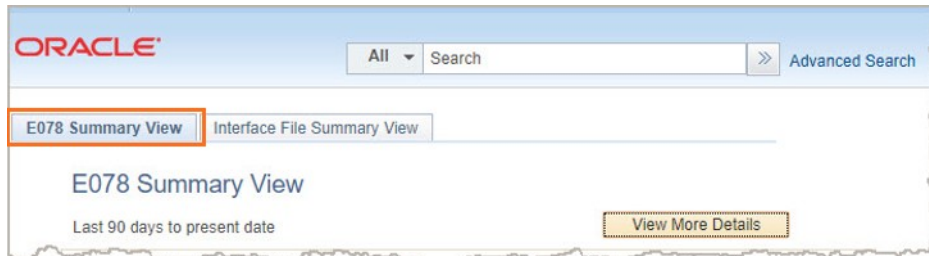 ORACLE
All Search Advanced Search
E078 Summary View Interface File Summary View
E078 Summary View
Last 90 days to present date View More Details